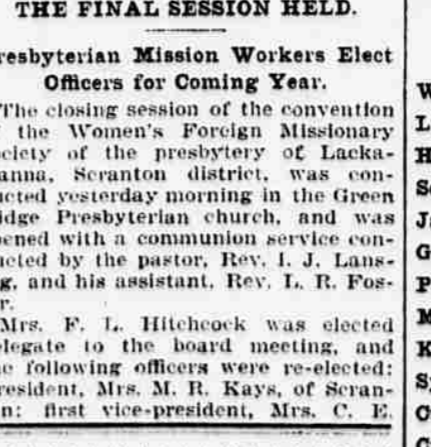 THE FINAL SESSION HELD.
resbyterian Mission Workers Elect
Officers for Coming Year.
The closing session of the convention
the Women's Foreign Missionary
ciety of the presbytery of Lacka-
anna, Scranton district, was con-
ucted yesterday morning in the Green
idge Presbyterian church, and was
pened with a communion service con-
ucted by the pastor, Rev. I. J. Lans-
g, and his assistant, Rev. L. R. Fos-
r.
Mrs. F. L. Hitchcock was elected
elegate to the board meeting, and
e following officers were re-elected:
resident, Mrs. M. R. Kays, of Scran-
n: first vice-president, Mrs. C. E.
W
L
H
S
J
G
P
M
K
S
C